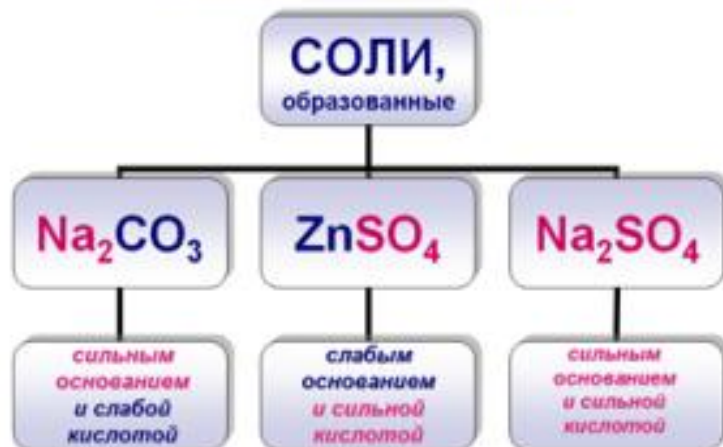 СОЛИ,
образованные
Na₂CO₃
ZnSO₄
Na₂SO₄
сильным
основанием
и слабой
кислотой
слабым
основанием
и сильной
кислотой
сильным
основанием
и сильной
кислотой